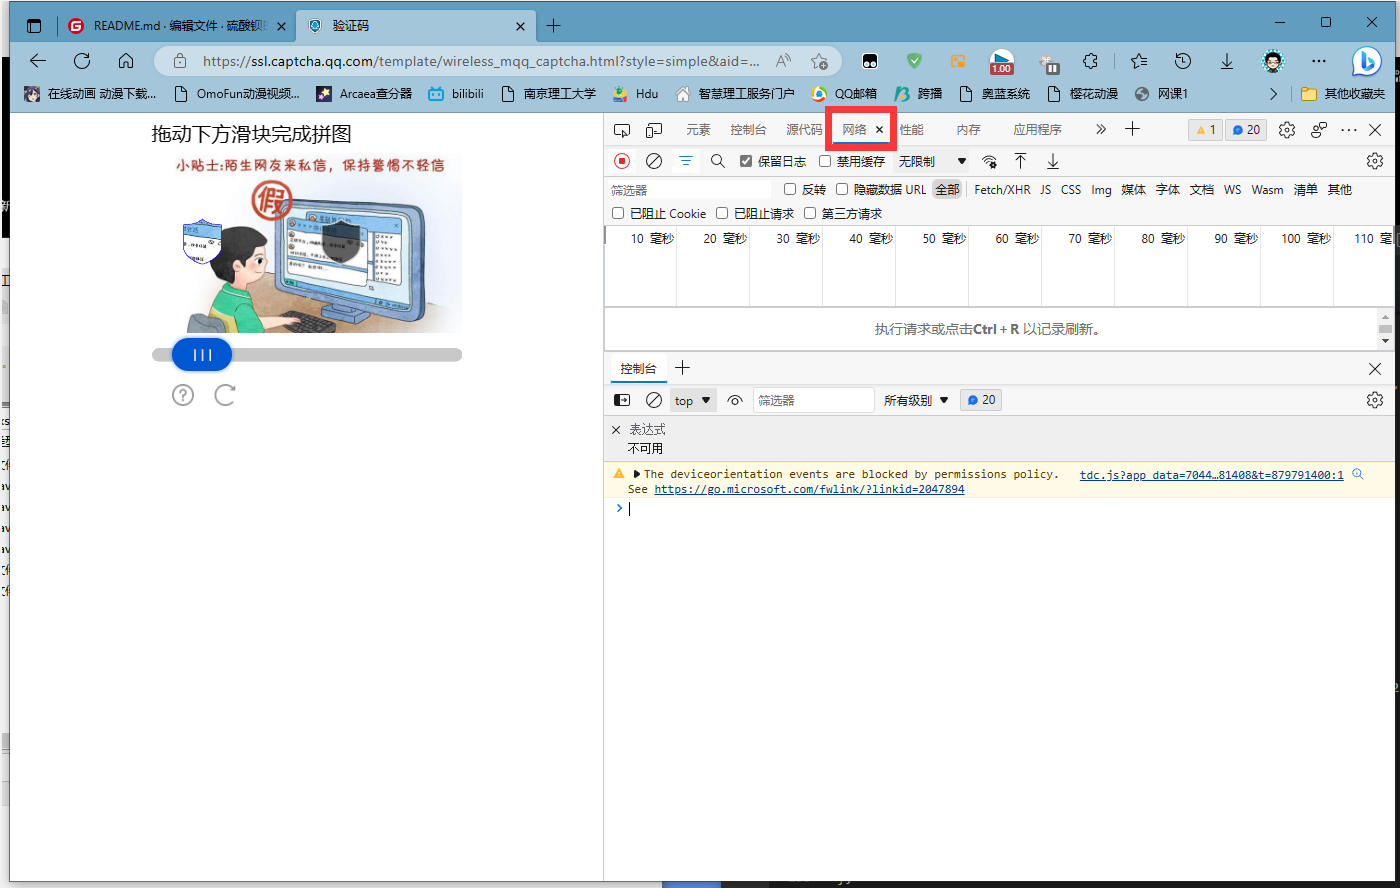 README.md · 编辑文件 · 硫酸钡
验证码
https://ssl.captcha.qq.com/template/wireless_mqq_captcha.html?style=simple&aid=...
1.00
在线动画 动漫下载...
OmoFun动漫视频...
Arcaea查分器
bilibili
南京理工大学
Hdu
智慧理工服务门户
QQ邮箱
跨播
奥蓝系统
樱花动漫
网课1
其他收藏夹
拖动下方滑块完成拼图
小贴士:陌生网友来私信，保持警惕不轻信
假
元素
控制台
源代码
网络
性能
内存
应用程序
1
20
保留日志
禁用缓存
无限制
筛选器
反转
隐藏数据 URL
全部
Fetch/XHR
JS
CSS
Img
媒体
字体
文档
WS
Wasm
清单
其他
已阻止 Cookie
已阻止请求
第三方请求
10 毫秒
20 毫秒
30 毫秒
40 毫秒
50 毫秒
60 毫秒
70 毫秒
80 毫秒
90 毫秒
100 毫秒
110 毫
执行请求或点击Ctrl + R 以记录刷新。
控制台
top
筛选器
所有级别
20
表达式
不可用
The deviceorientation events are blocked by permissions policy.
tdc.js?app_data=7044…81408&t=879791400:1
See https://go.microsoft.com/fwlink/?linkid=2047894